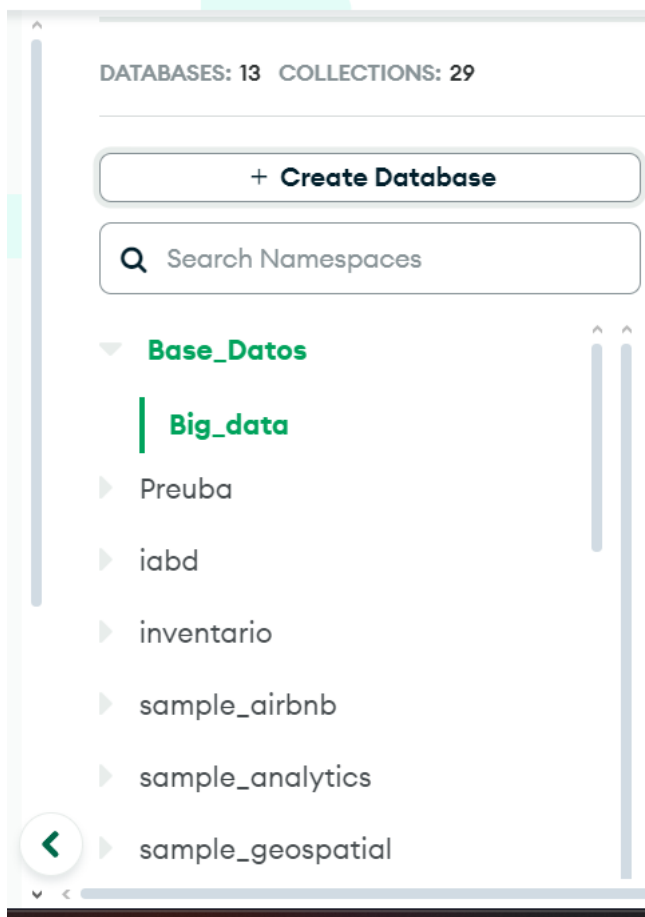 DATABASES: 13 COLLECTIONS: 29
+ Create Database
Search Namespaces
Base_Datos
Big_data
Preuba
iabd
inventario
sample_airbnb
sample_analytics
sample_geospatial